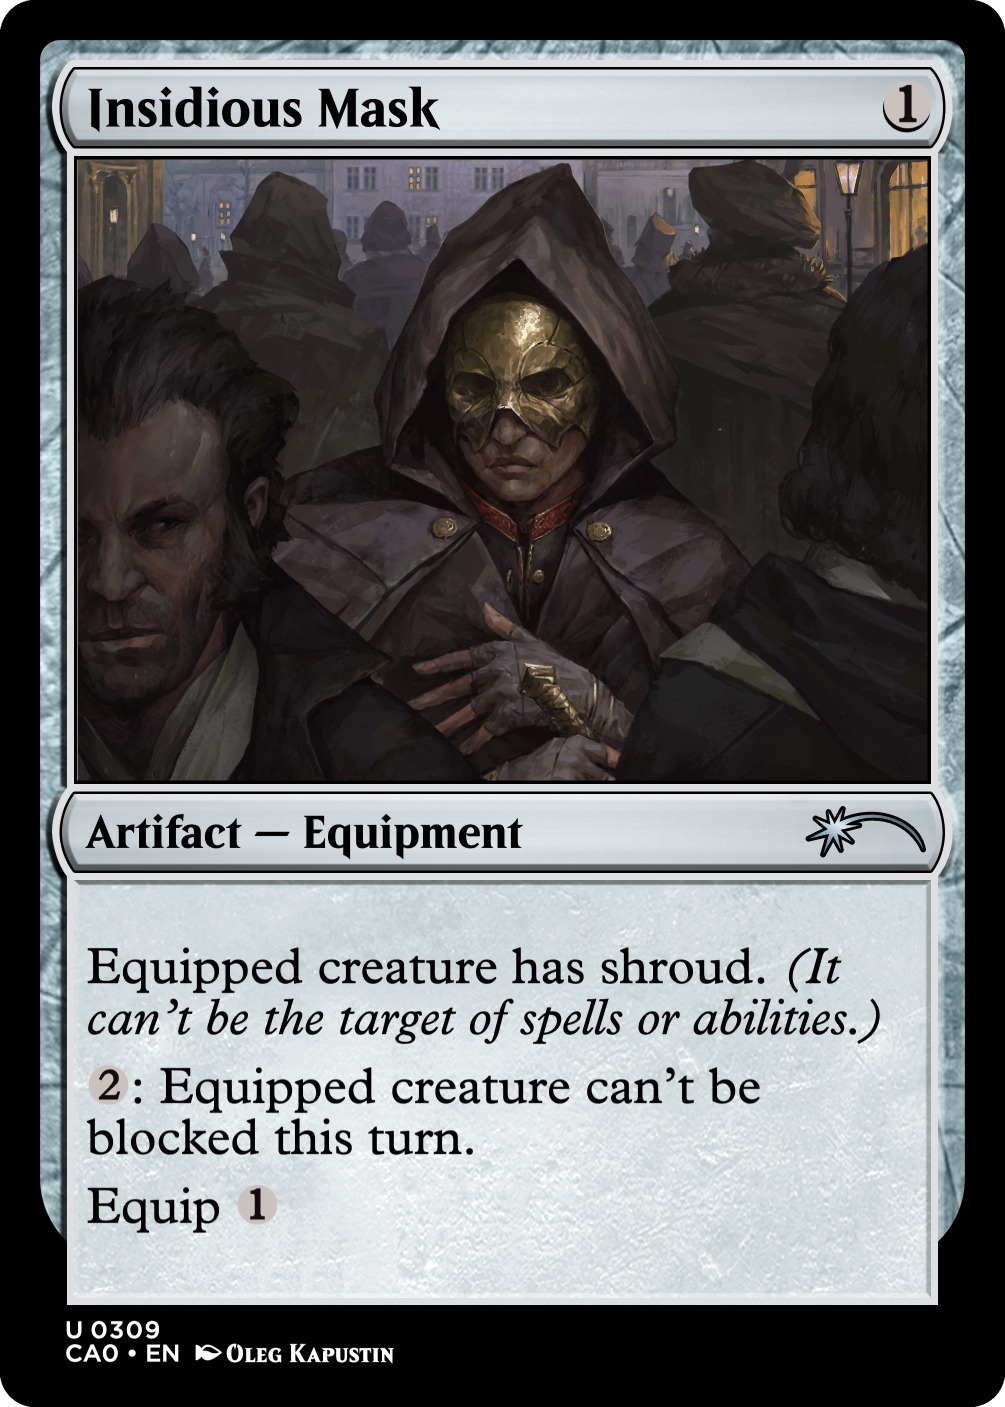 Insidious Mask 1
Artifact — Equipment
Equipped creature has shroud. (It
can't be the target of spells or abilities.)
2: Equipped creature can't be
blocked this turn.
Equip 1
U 0309
CAO • EN Oleg Kapustin